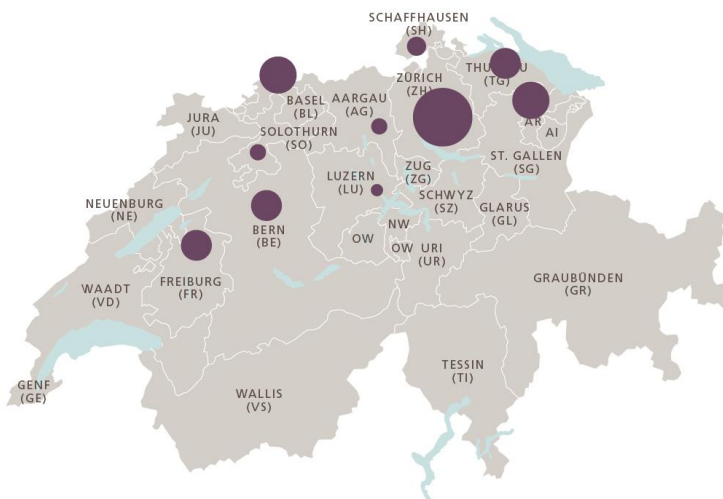 SCHAFFHAUSEN
(SH)
THU U
(TG)
ZÜRICH
(ZH)
BASEL
(BL)
AARGAU
(AG)
JURA
(JU)
SOLOTHURN
(SO)
AR
AI
ST. GALLEN
(SG)
ZUG
(ZG)
LUZERN
(LU)
SCHWYZ
(SZ)
GLARUS
(GL)
NEUENBURG
(NE)
BERN
(BE)
NW
OW
OW
URI
(UR)
FREIBURG
(FR)
WAADT
(VD)
GRAUBÜNDEN
(GR)
TESSIN
(TI)
GENF
(GE)
WALLIS
(VS)